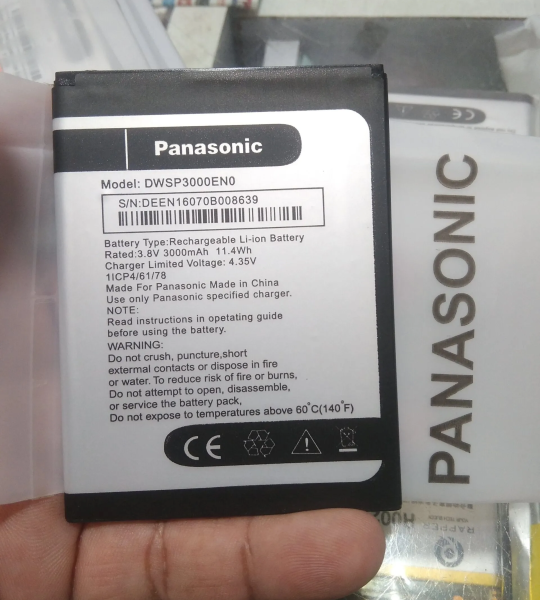 Panasonic
Model: DWSP3000EN0
S/N:DEEN16070B008639
Battery Type:Rechargeable Li-ion Battery
Rated:3.8V 3000mAh 11.4Wh
Charger Limited Voltage: 4.35V
1ICP4/61/78
Made For Panasonic Made in China
Use only Panasonic specified charger.
NOTE:
Read instructions in opetating guide
before using the battery.
WARNING:
Do not crush, puncture,short
extermal contacts or dispose in fire
or water. To reduce risk of fire or burns,
Do not attempt to open, disassemble,
or service the battery pack,
Do not expose to temperatures above 60°C(140°F)
CE
PANASONIC
CE